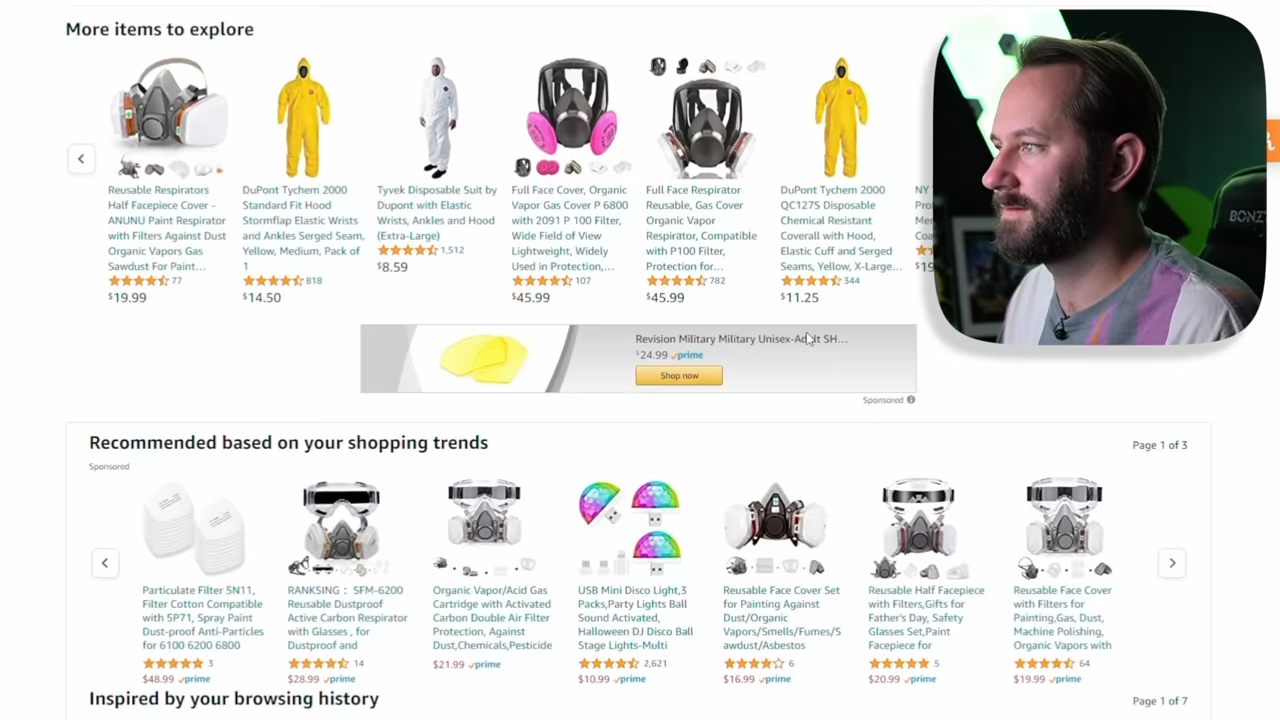 More items to explore
Reusable Respirators
Half Facepiece Cover -
ANUNU Paint Respirator
with Filters Against Dust
Organic Vapors Gas
Sawdust For Paint...
77
$19.99
DuPont Tychem 2000
Standard Fit Hood
Stormflap Elastic Wrists
and Ankles Serged Seam,
Yellow, Medium, Pack of
1
818
$14.50
Tyvek Disposable Suit by
Dupont with Elastic
Wrists, Ankles and Hood
(Extra-Large)
1,512
$8.59
Full Face Cover, Organic
Vapor Gas Cover P 6800
with 2091 P 100 Filter,
Wide Field of View
Lightweight, Widely
Used in Protection,...
107
$45.99
Full Face Respirator
Reusable, Gas Cover
Organic Vapor
Respirator, Compatible
with P100 Filter,
Protection for...
782
$45.99
DuPont Tychem 2000
QC127S Disposable
Chemical Resistant
Coverall with Hood,
Elastic Cuff and Serged
Seams, Yellow, X-Large...
344
$11.25
NY
$19
Revision Military Military Unisex-Adult SH...
$24.99 prime
Shop now
Sponsored
Recommended based on your shopping trends
Page 1 of 3
Sponsored
Particulate Filter 5N11,
Filter Cotton Compatible
with 5P71, Spray Paint
Dust-proof Anti-Particles
for 6100 6200 6800
3
$48.99 prime
RANKSING : SFM-6200
Reusable Dustproof
Active Carbon Respirator
with Glasses , for
Dustproof and
14
$28.99 prime
Organic Vapor/Acid Gas
Cartridge with Activated
Carbon Double Air Filter
Protection, Against
Dust,Chemicals,Pesticide
$21.99 prime
USB Mini Disco Light,3
Packs,Party Lights Ball
Sound Activated,
Halloween DJ Disco Ball
Stage Lights-Multi
2,621
$10.99 prime
Reusable Face Cover Set
for Painting Against
Dust/Organic
Vapors/Smells/Fumes/S
awdust/Asbestos
6
$16.99 prime
Reusable Half Facepiece
with Filters,Gifts for
Father's Day, Safety
Glasses Set,Paint
Facepiece for
5
$20.99 prime
Reusable Face Cover
with Filters for
Painting,Gas, Dust,
Machine Polishing,
Organic Vapors with
64
$19.99 prime
Inspired by your browsing history
Page 1 of 7